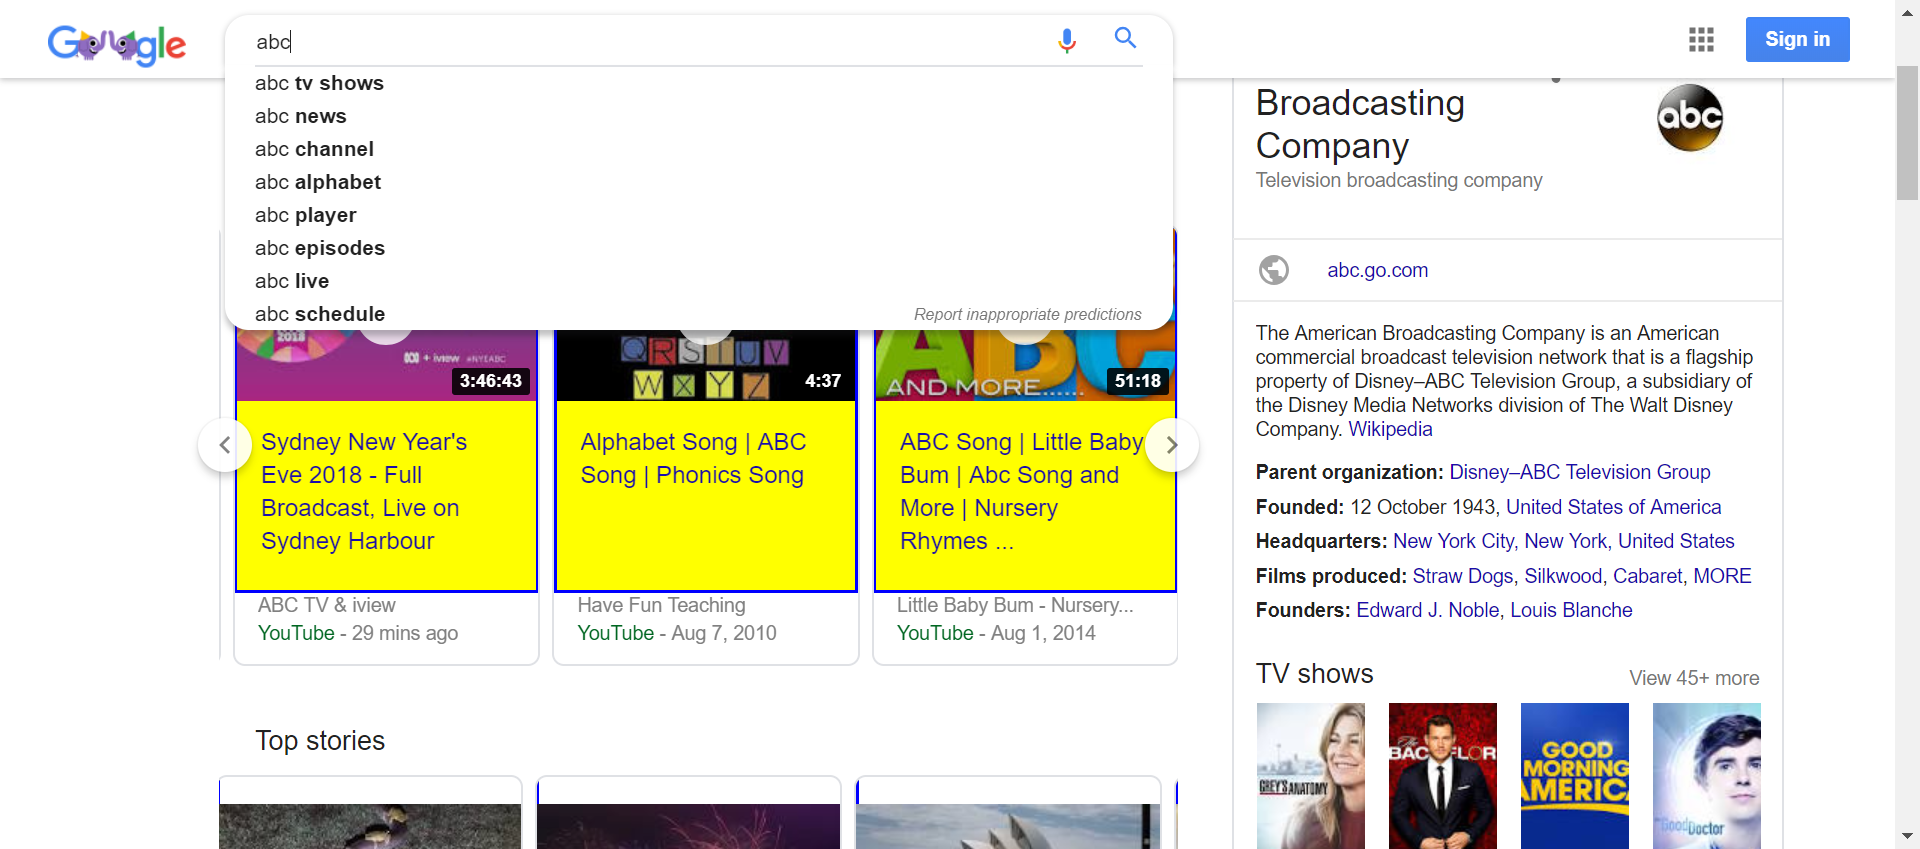 Google
abc
Sign in
abc tv shows
abc news
abc channel
abc alphabet
abc player
abc episodes
abc live
abc schedule
Report inappropriate predictions
2018
+ iview #NYEABC
3:46:43
QRSTUV
WXYZ
4:37
ABC
AND MORE......
51:18
Sydney New Year's
Eve 2018 - Full
Broadcast, Live on
Sydney Harbour
ABC TV & iview
YouTube - 29 mins ago
Alphabet Song | ABC
Song | Phonics Song
Have Fun Teaching
YouTube - Aug 7, 2010
ABC Song | Little Baby
Bum | Abc Song and
More | Nursery
Rhymes ...
Little Baby Bum - Nursery...
YouTube - Aug 1, 2014
Top stories
Broadcasting
Company
abc
Television broadcasting company
abc.go.com
The American Broadcasting Company is an American
commercial broadcast television network that is a flagship
property of Disney–ABC Television Group, a subsidiary of
the Disney Media Networks division of The Walt Disney
Company. Wikipedia
Parent organization: Disney–ABC Television Group
Founded: 12 October 1943, United States of America
Headquarters: New York City, New York, United States
Films produced: Straw Dogs, Silkwood, Cabaret, MORE
Founders: Edward J. Noble, Louis Blanche
TV shows
View 45+ more
GREY'S ANATOMY
The
BACHELOR
GOOD
MORNING
AMERICA
the Good Doctor